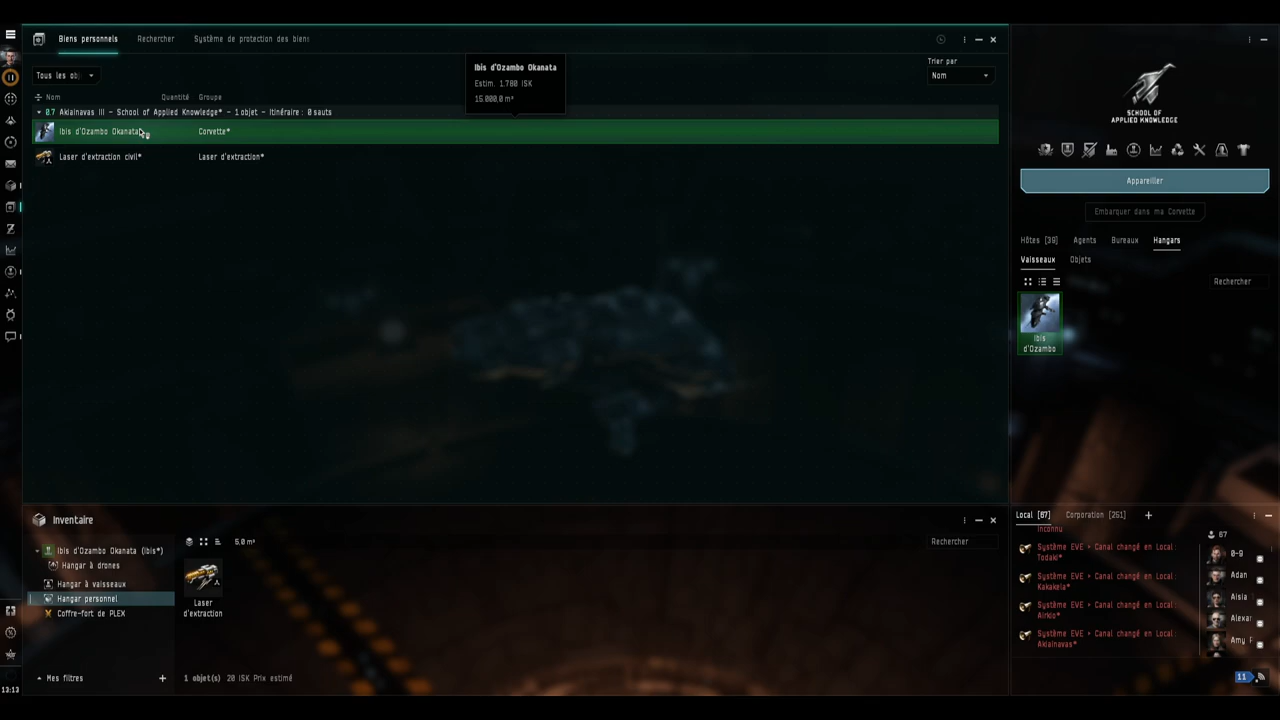 Biens personnels Rechercher Système de protection des biens
Ibis d'Ozambo Okanata
Estim. 1.780 ISK
15.000,0 m³
Trier par
Nom
Tous les obj
Nom Quantité Groupe
0.7 Aklainavas III – School of Applied Knowledge* – 1 objet – Itinéraire : 0 sauts
Ibis d'Ozambo Okanata Corvette*
Laser d'extraction civil* Laser d'extraction*
SCHOOL OF
APPLIED KNOWLEDGE
Appareiller
Embarquer dans ma Corvette
Hôtes [39] Agents Bureaux Hangars
Vaisseaux Objets
Rechercher
Ibis
d'Ozambo
Inventaire
Ibis d'Ozambo Okanata (Ibis*)
Hangar à drones
Hangar à vaisseaux
Hangar personnel
Coffre-fort de PLEX
5,0 m³
Rechercher
Laser
d'extraction
Mes filtres
1 objet(s) 20 ISK Prix estimé
Local [67] Corporation [251]
67
Inconnu
Système EVE • Canal changé en Local :
Todaki*
Système EVE • Canal changé en Local :
Kakakela*
Système EVE • Canal changé en Local :
Airkio*
Système EVE • Canal changé en Local :
Aklainavas*
0-9
Adan
Aisia
Alexar
Amy F
11
13:13